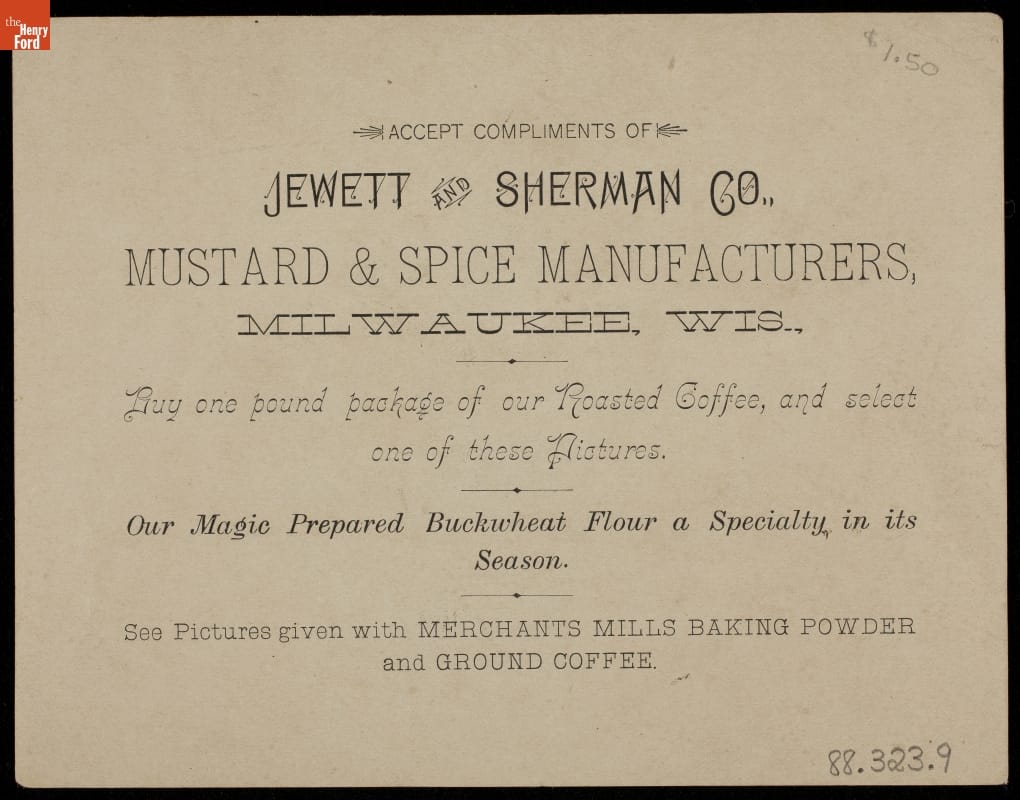 the
Henry
Ford
$1.50
ACCEPT COMPLIMENTS OF
JEWETT AND SHERMAN CO.,
MUSTARD & SPICE MANUFACTURERS,
MILWAUKEE, WIS.,
Buy one pound package of our Roasted Coffee, and select
one of these Pictures.
Our Magic Prepared Buckwheat Flour a Specialty, in its
Season.
See Pictures given with MERCHANTS MILLS BAKING POWDER
and GROUND COFFEE.
88.323.9